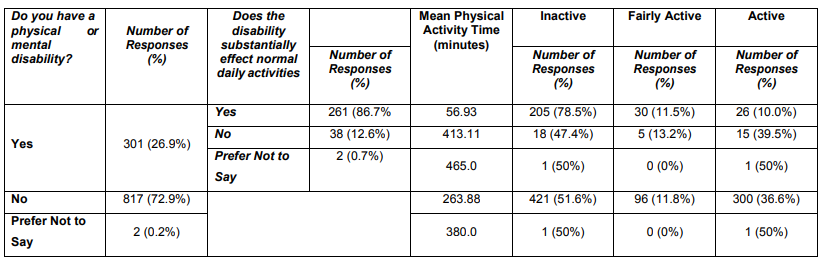 Do you have a physical or mental disability?
Number of Responses (%)
Does the disability substantially effect normal daily activities
Number of Responses (%)
Mean Physical Activity Time (minutes)
Inactive
Number of Responses (%)
Fairly Active
Number of Responses (%)
Active
Number of Responses (%)
Yes
301 (26.9%)
Yes
261 (86.7%
56.93
205 (78.5%)
30 (11.5%)
26 (10.0%)
No
38 (12.6%)
413.11
18 (47.4%)
5 (13.2%)
15 (39.5%)
Prefer Not to Say
2 (0.7%)
465.0
1 (50%)
0 (0%)
1 (50%)
No
817 (72.9%)
263.88
421 (51.6%)
96 (11.8%)
300 (36.6%)
Prefer Not to Say
2 (0.2%)
380.0
1 (50%)
0 (0%)
1 (50%)